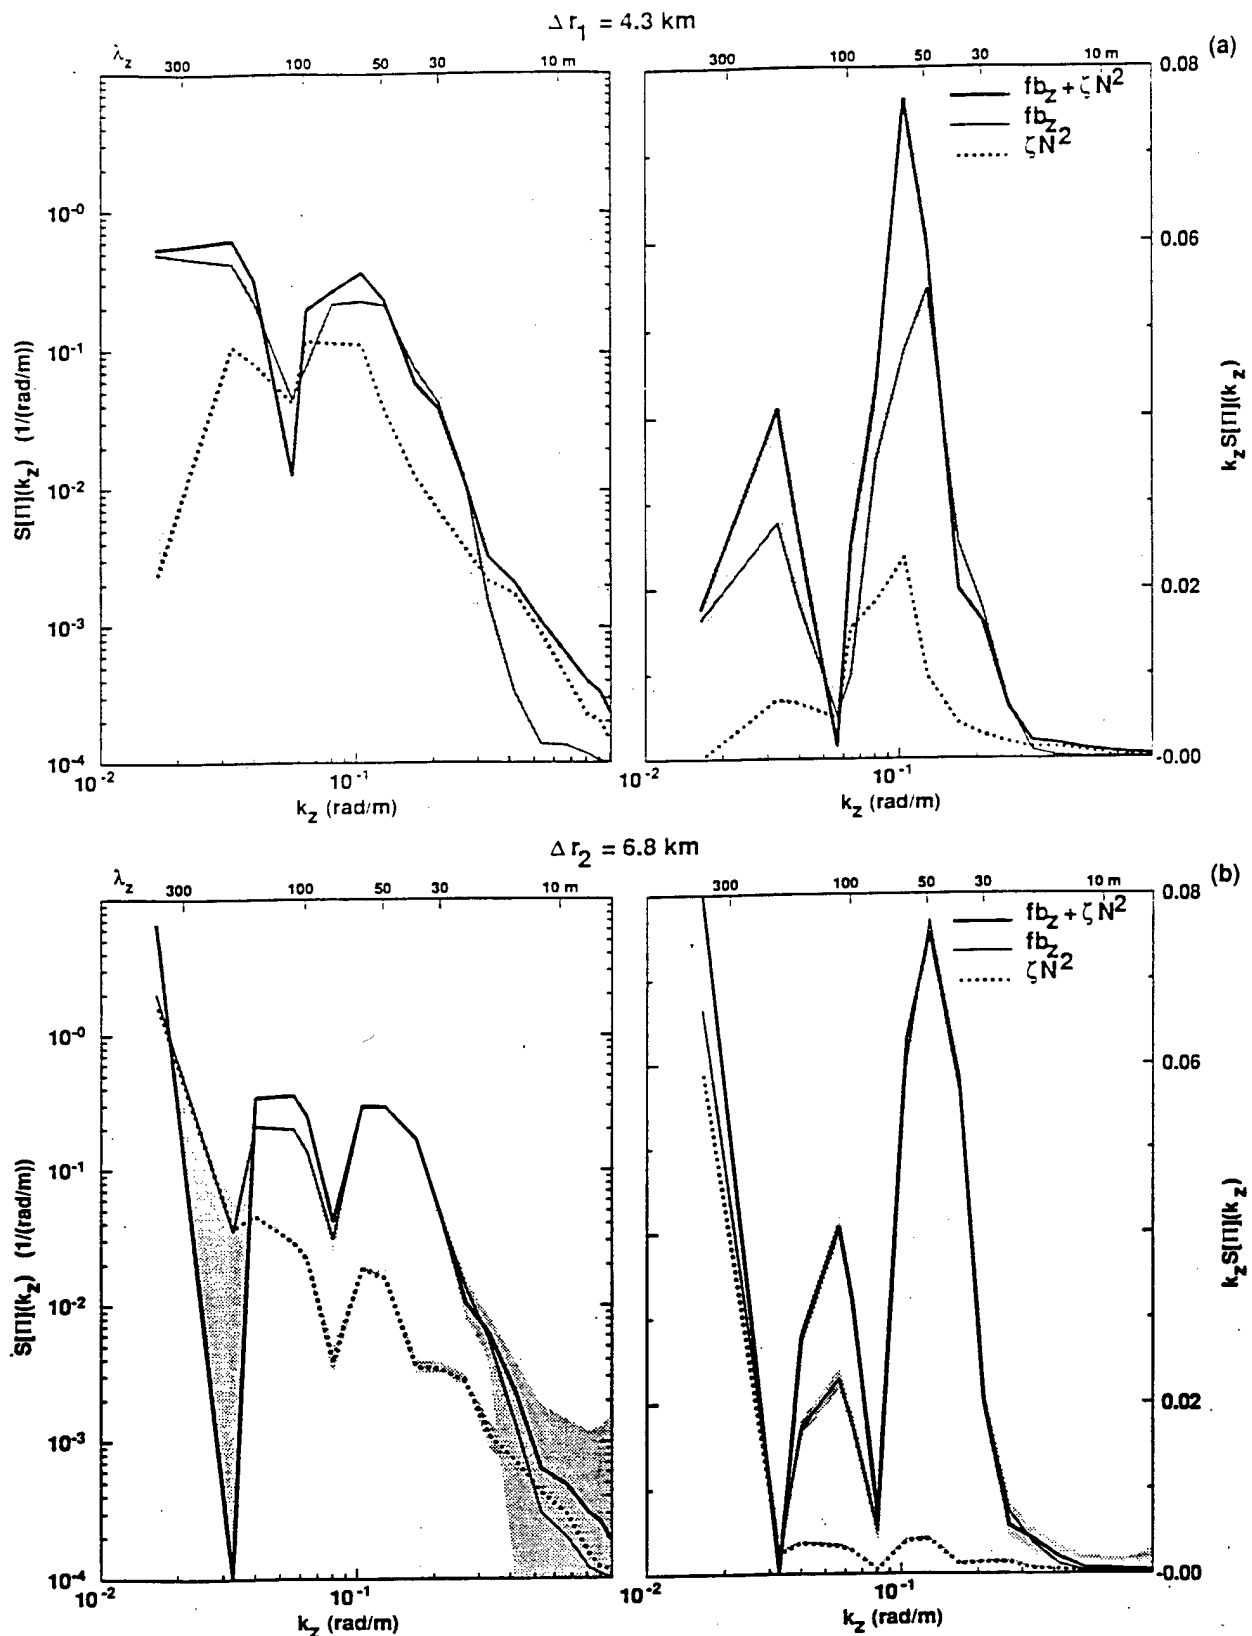 Δ r₁ = 4.3 km
(a)
λz 300 100 50 30 10 m
300 100 50 30 10 m
fbz + ζN²
fbz
ζN²
10⁻⁰
10⁻¹
10⁻²
10⁻³
10⁻⁴
S[Π](kz) (1/(rad/m))
10⁻² 10⁻¹
kz (rad/m)
0.08
0.06
0.02
-0.00
kzS[Π](kz)
10⁻² 10⁻¹
kz (rad/m)
Δ r₂ = 6.8 km
(b)
λz 300 100 50 30 10 m
300 100 50 30 10 m
fbz + ζN²
fbz
ζN²
10⁻⁰
10⁻¹
10⁻²
10⁻³
10⁻⁴
S[Π](kz) (1/(rad/m))
10⁻² 10⁻¹
kz (rad/m)
0.08
0.06
0.02
-0.00
kzS[Π](kz)
10⁻² 10⁻¹
kz (rad/m)